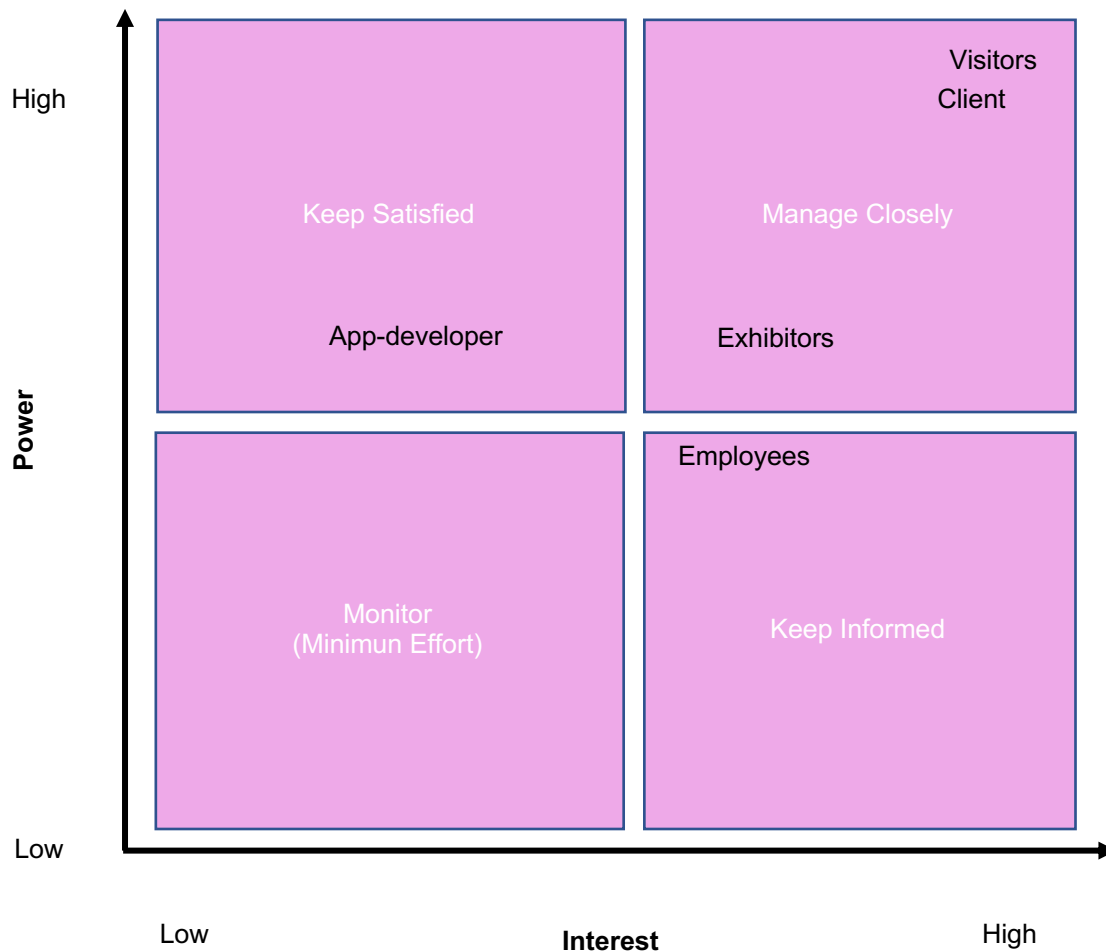 Visitors
High
Client
Keep Satisfied
Manage Closely
App-developer
Exhibitors
Power
Employees
Monitor
(Minimun Effort)
Keep Informed
Low
Low
Interest
High